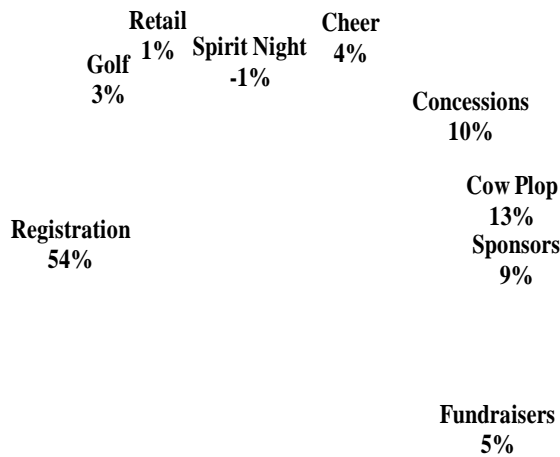 Retail
1%
Spirit Night
-1%
Cheer
4%
Golf
3%
Concessions
10%
Cow Plop
13%
Registration
54%
Sponsors
9%
Fundraisers
5%